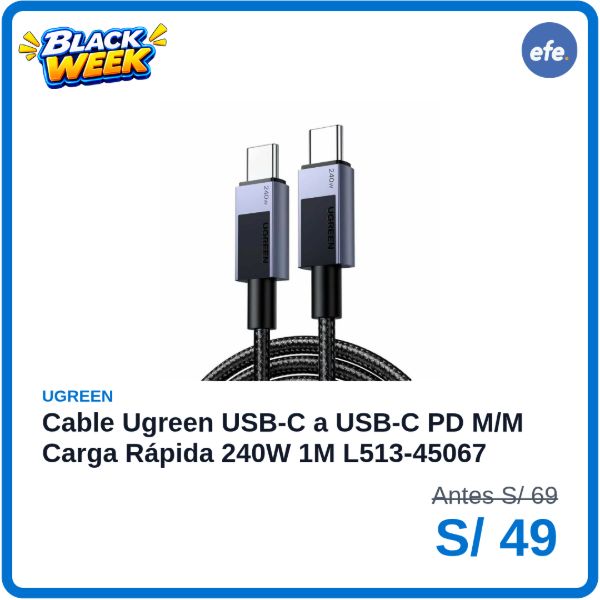 BLACK
WEEK
efe.
240W
UGREEN
240W
UGREEN
UGREEN
Cable Ugreen USB-C a USB-C PD M/M
Carga Rápida 240W 1M L513-45067
Antes S/ 69
S/ 49